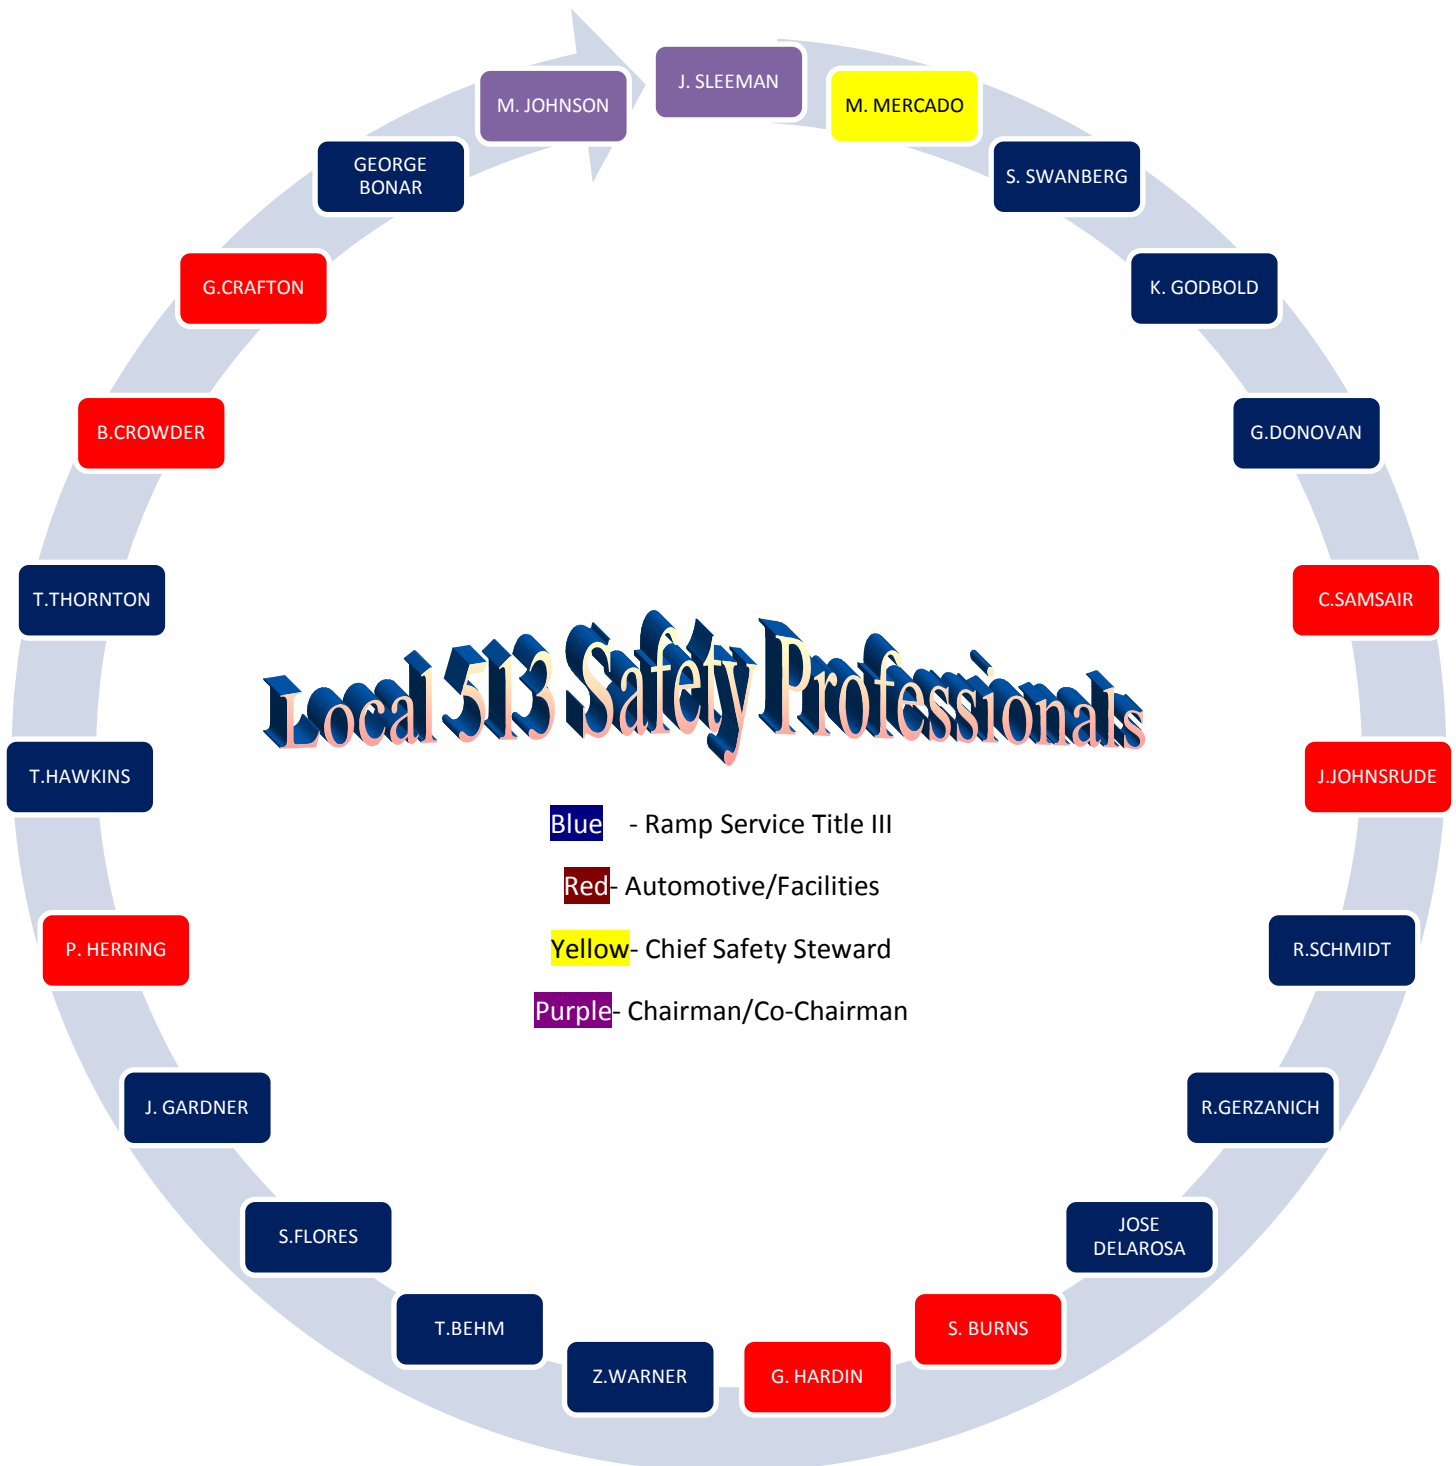 J. SLEEMAN
M. MERCADO
S. SWANBERG
K. GODBOLD
G.DONOVAN
C.SAMSAIR
J.JOHNSRUDE
R.SCHMIDT
R.GERZANICH
JOSE
DELAROSA
S. BURNS
G. HARDIN
Z.WARNER
T.BEHM
S.FLORES
J. GARDNER
P. HERRING
T.HAWKINS
T.THORNTON
B.CROWDER
G.CRAFTON
GEORGE
BONAR
M. JOHNSON
Local 513 Safety Professionals
Blue - Ramp Service Title III
Red- Automotive/Facilities
Yellow- Chief Safety Steward
Purple- Chairman/Co-Chairman